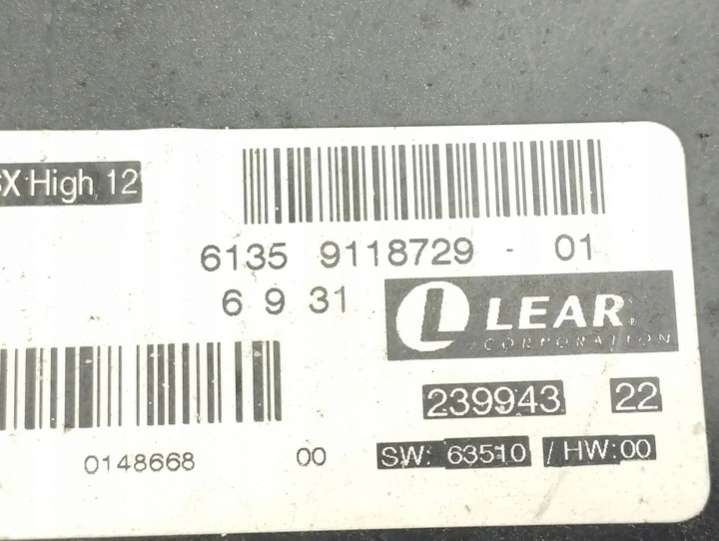 X High 12
6135 9118729 - 01
6 9 31
LEAR
CORPORATION
239943 22
0148668 00
SW: 63510 / HW:00